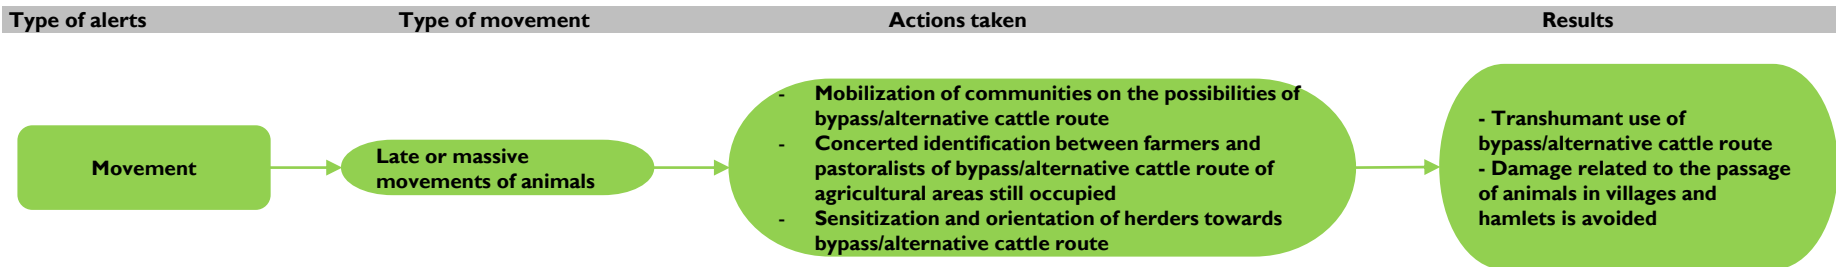 Type of alerts Type of movement Actions taken Results
Movement
Late or massive
movements of animals
- Mobilization of communities on the possibilities of
bypass/alternative cattle route
- Concerted identification between farmers and
pastoralists of bypass/alternative cattle route of
agricultural areas still occupied
- Sensitization and orientation of herders towards
bypass/alternative cattle route
- Transhumant use of
bypass/alternative cattle route
- Damage related to the passage
of animals in villages and
hamlets is avoided